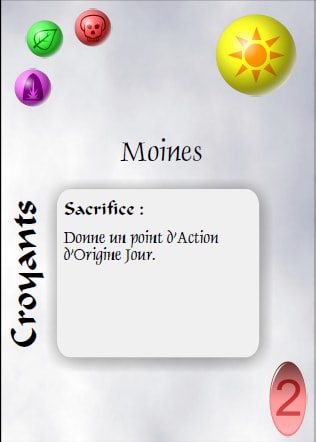 Moines
Croyants
Sacrifice :
Donne un point d'Action
d'Origine Jour.
2